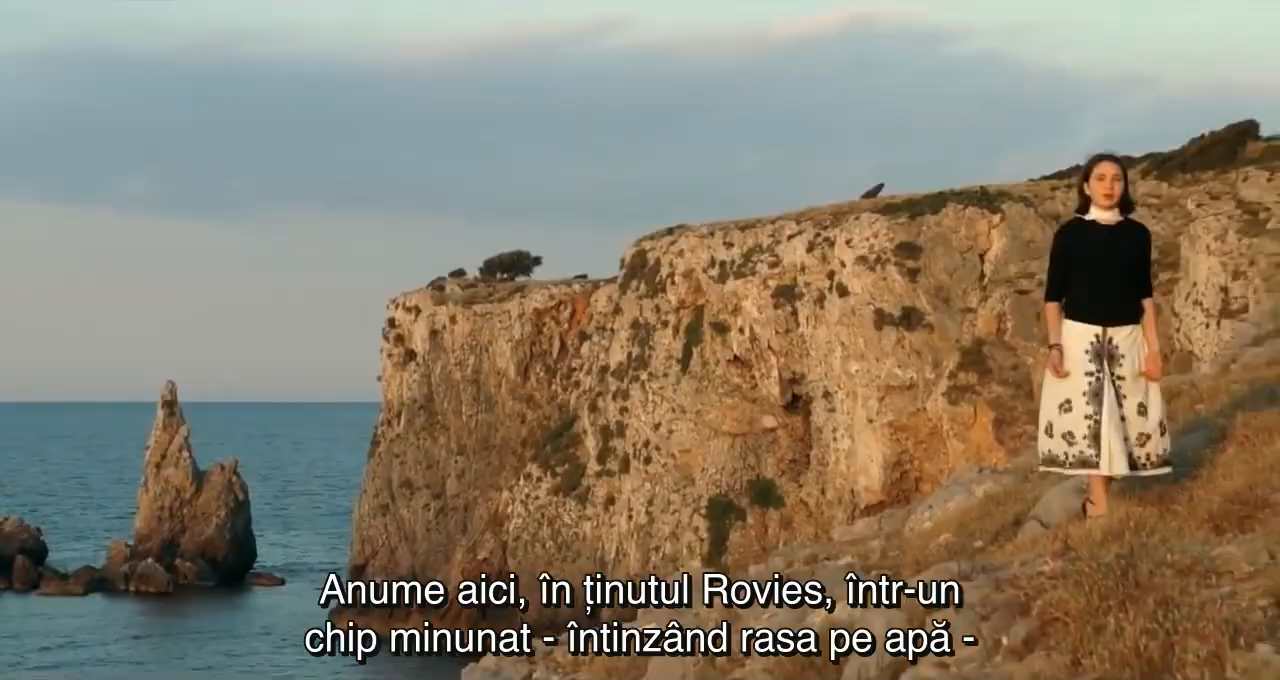 Anume aici, în ținutul Rovies, într-un
chip minunat - întinzând rasa pe apă -